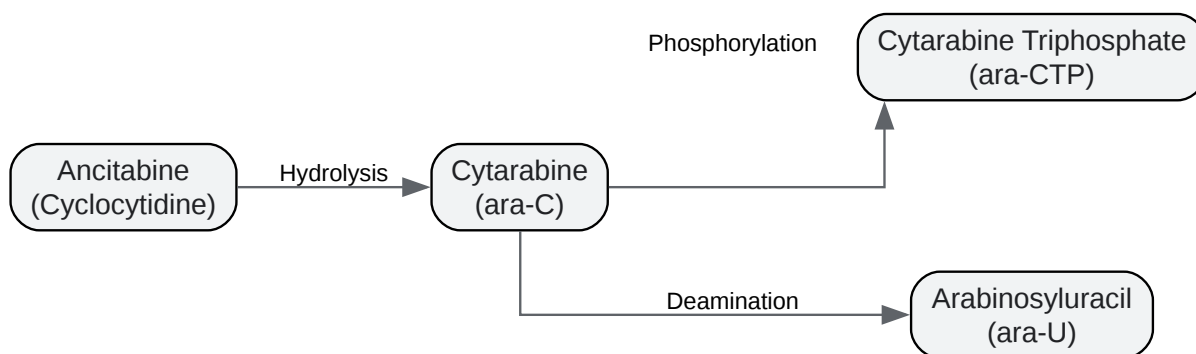 Phosphorylation
Cytarabine Triphosphate
(ara-CTP)
Ancitabine
(Cyclocytidine)
Hydrolysis
Cytarabine
(ara-C)
Deamination
Arabinosyluracil
(ara-U)